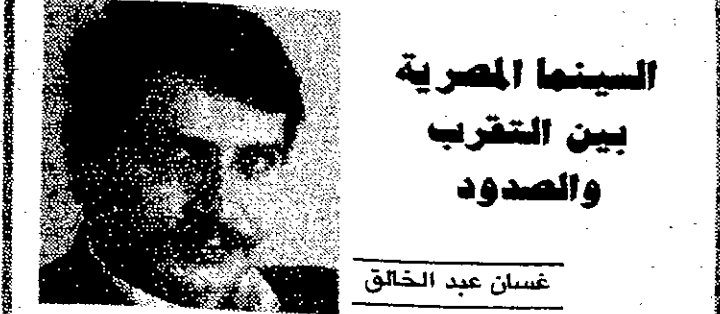 السينما المصرية
بين التقرب
والصدود
غسان عبد الخالق